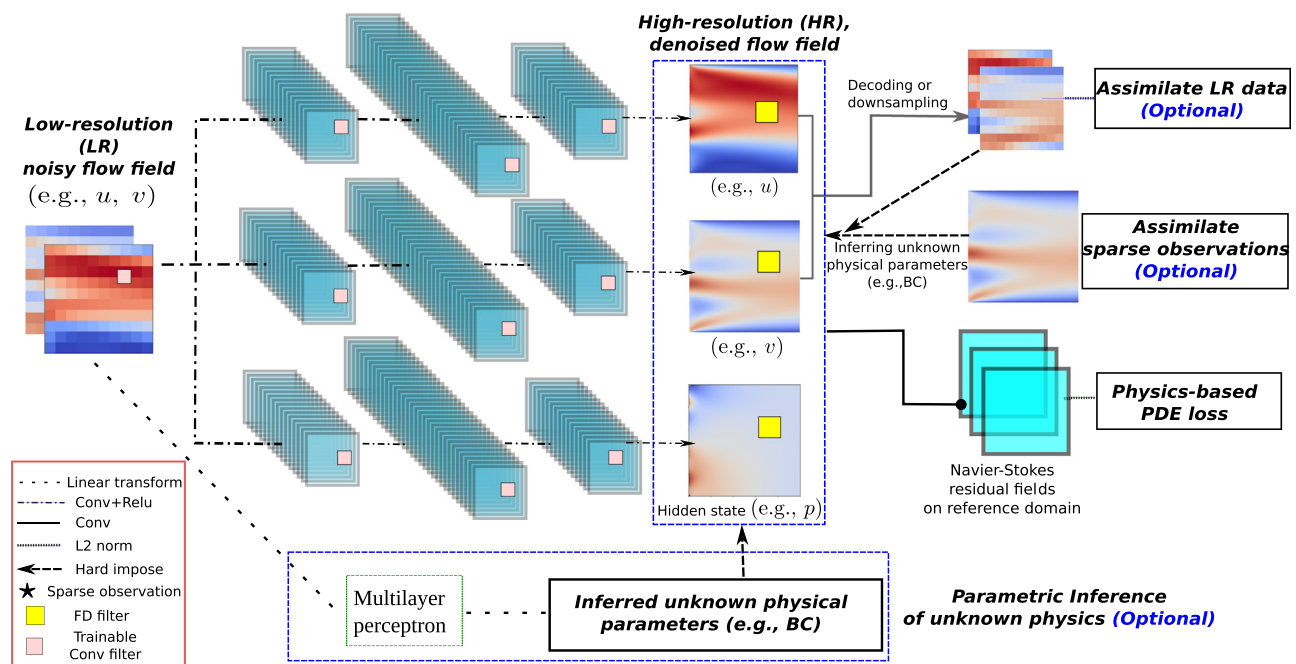 High-resolution (HR),
denoised flow field
Low-resolution
(LR)
noisy flow field
(e.g., u, v)
(e.g., u)
(e.g., v)
Hidden state (e.g., p)
Decoding or
downsampling
Assimilate LR data
(Optional)
Inferring unknown
physical parameters
(e.g.,BC)
Assimilate
sparse observations
(Optional)
Physics-based
PDE loss
Navier-Stokes
residual fields
on reference domain
Linear transform
Conv+Relu
Conv
L2 norm
Hard impose
Sparse observation
FD filter
Trainable
Conv filter
Multilayer
perceptron
Inferred unknown physical
parameters (e.g., BC)
Parametric Inference
of unknown physics (Optional)